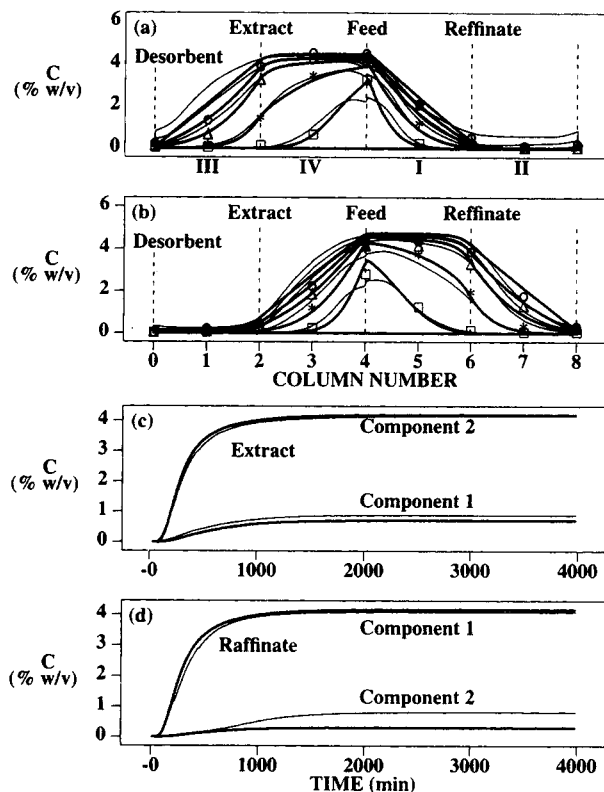 6
(a)
Extract
Feed
Reffinate
Desorbent
4
C
(% w/v)
2
0
III
IV
I
II
6
(b)
Extract
Feed
Reffinate
Desorbent
4
C
(% w/v)
2
0
0 1 2 3 4 5 6 7 8
COLUMN NUMBER
(c)
4
Component 2
3
Extract
C
(% w/v)
2
Component 1
1
0
-0 1000 2000 3000 4000
(d)
4
Component 1
3
Raffinate
C
(% w/v)
2
Component 2
1
0
-0 1000 2000 3000 4000
TIME (min)